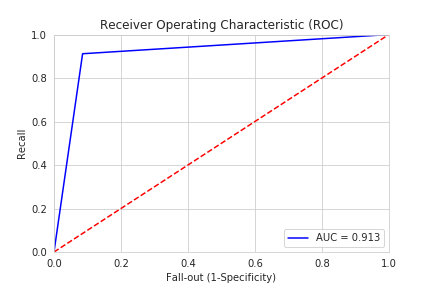 Receiver Operating Characteristic (ROC)
1.0
0.8
0.6
0.4
0.2
0.0
Recall
AUC = 0.913
0.0 0.2 0.4 0.6 0.8 1.0
Fall-out (1-Specificity)